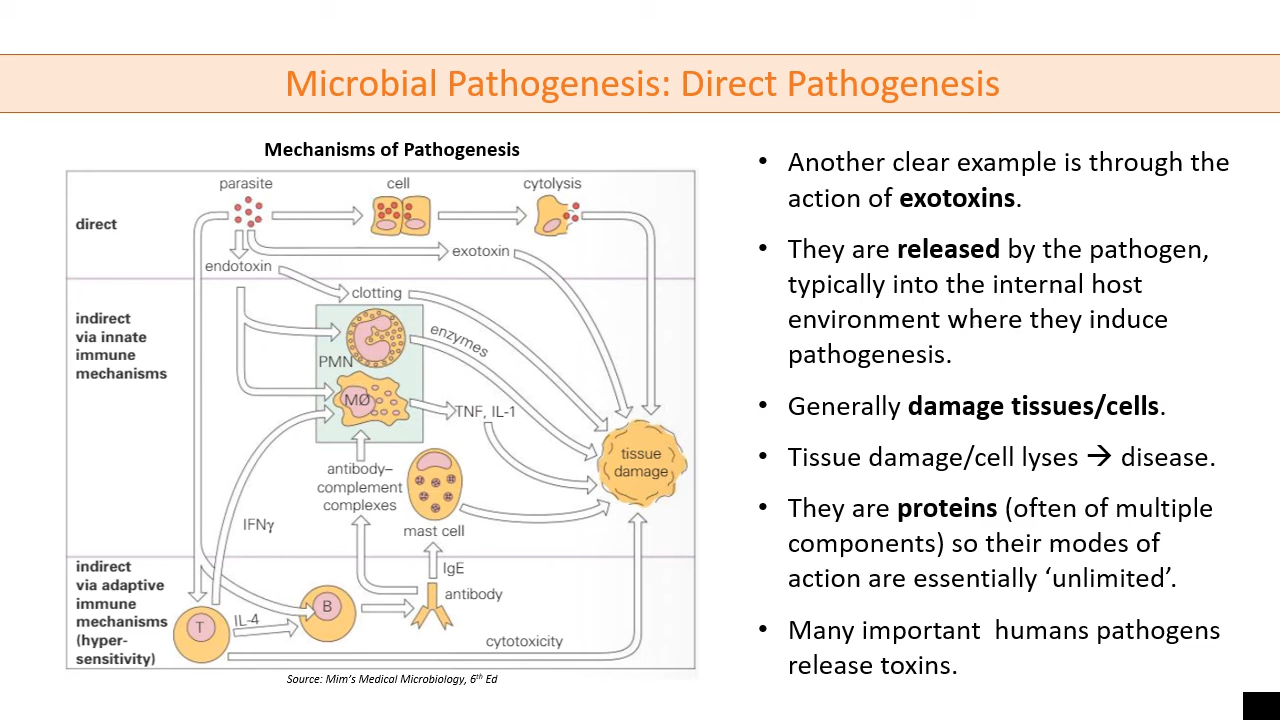 Microbial Pathogenesis: Direct Pathogenesis
Mechanisms of Pathogenesis
parasite
cell
cytolysis
direct
exotoxin
endotoxin
clotting
indirect
via innate
immune
mechanisms
enzymes
PMN
MØ
TNF, IL-1
tissue
damage
antibody–
complement
complexes
mast cell
IFNγ
IgE
indirect
via adaptive
immune
mechanisms
(hyper-
sensitivity)
antibody
B
T
IL-4
cytotoxicity
Source: Mim's Medical Microbiology, 6th Ed
• Another clear example is through the
action of exotoxins.
• They are released by the pathogen,
typically into the internal host
environment where they induce
pathogenesis.
• Generally damage tissues/cells.
• Tissue damage/cell lyses → disease.
• They are proteins (often of multiple
components) so their modes of
action are essentially ‘unlimited’.
• Many important  humans pathogens
release toxins.